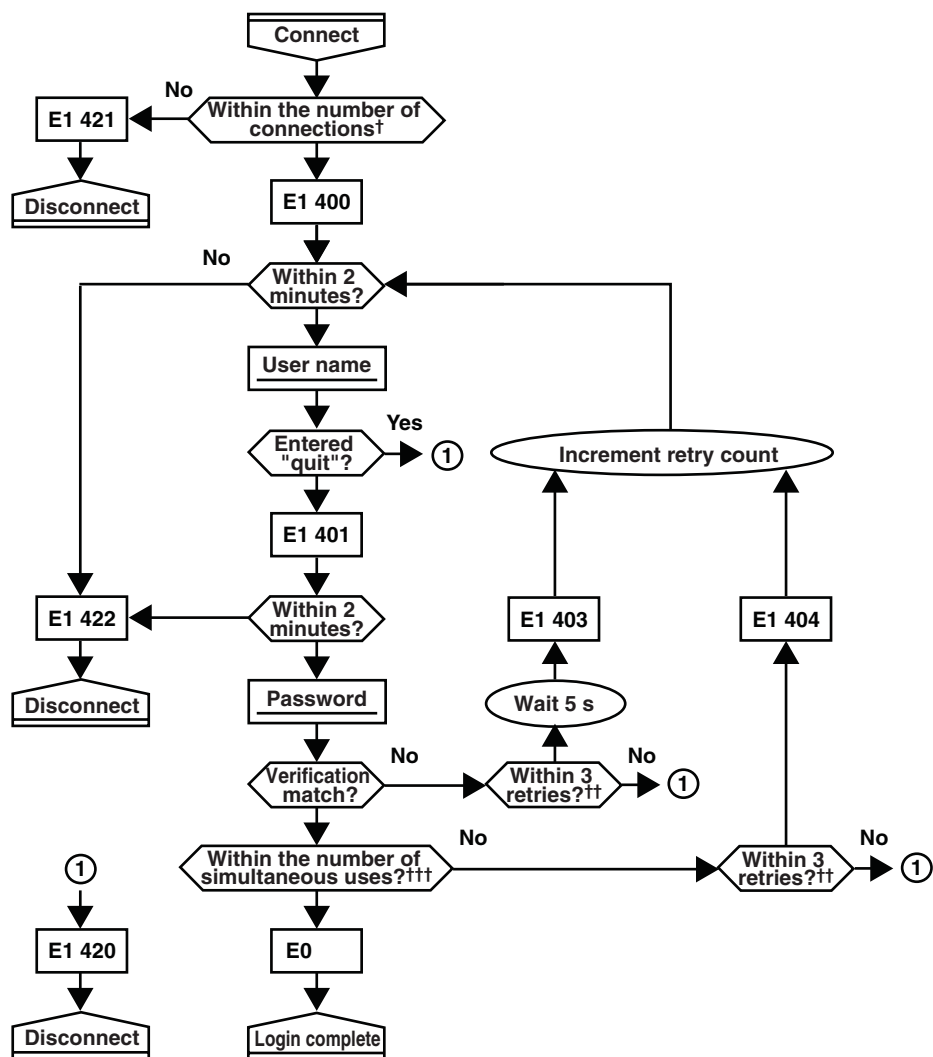 Connect
No
Within the number of
connections†
E1 421
Disconnect
E1 400
No
Within 2
minutes?
User name
Yes
Entered
"quit"?
1
Increment retry count
E1 401
E1 422
Within 2
minutes?
E1 403
E1 404
Disconnect
Password
Wait 5 s
Verification
match?
No
Within 3
retries?††
No
1
Within the number of
simultaneous uses?†††
No
Within 3
retries?††
No
1
1
E1 420
E0
Disconnect
Login complete